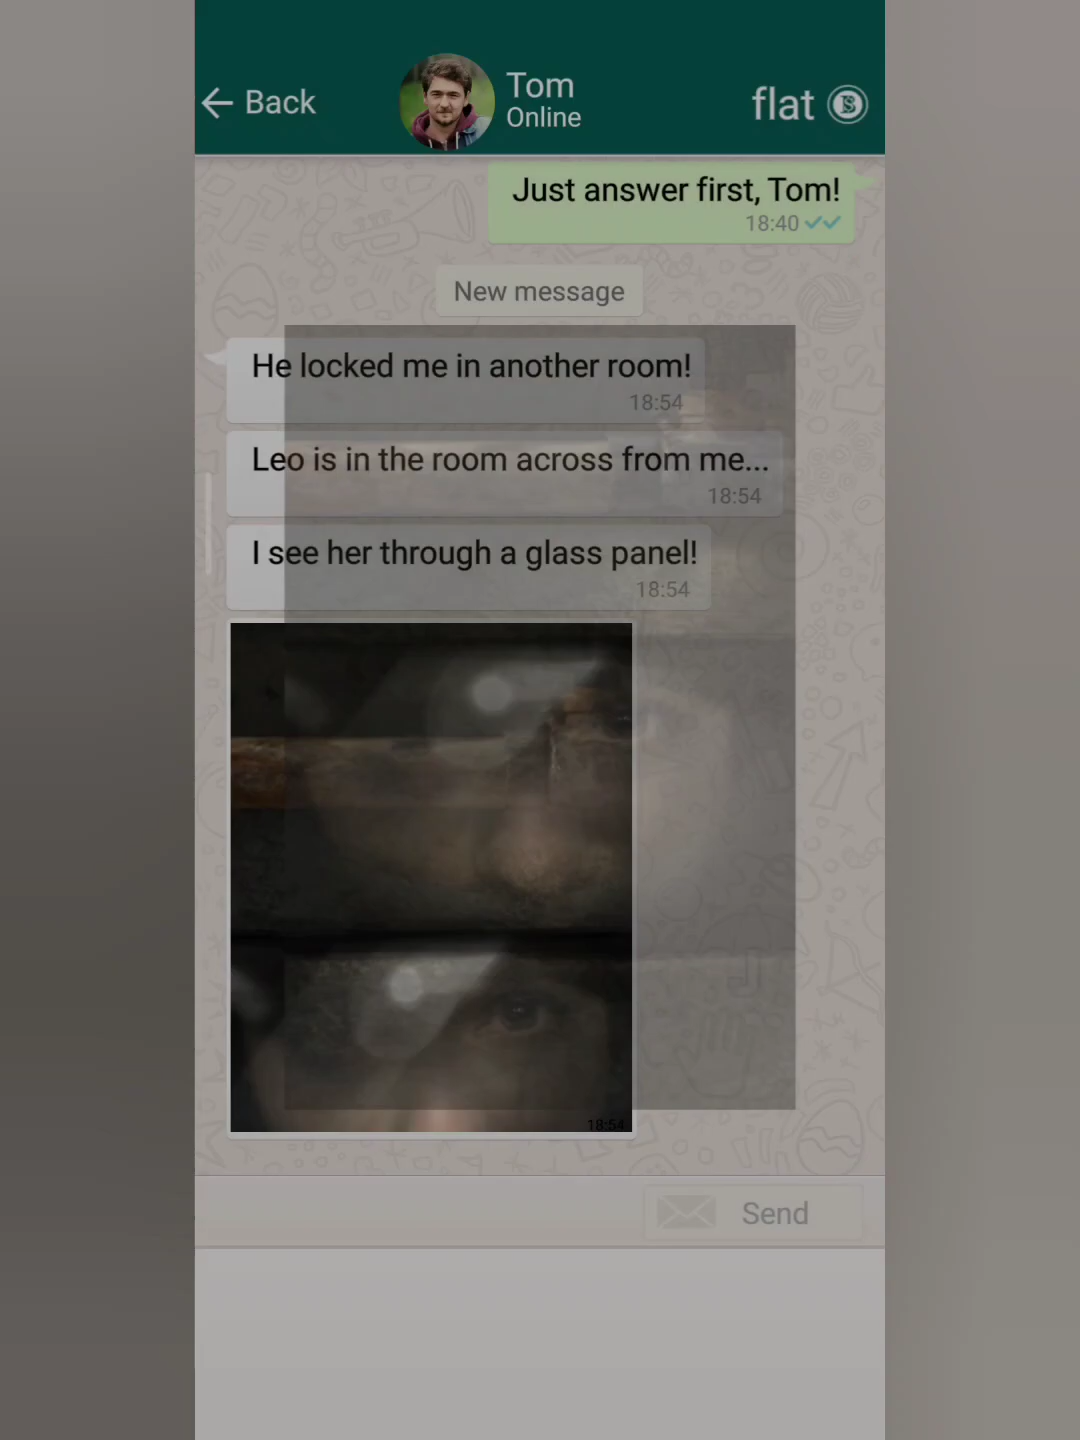 Back
Tom
Online
flat
Just answer first, Tom!
18:40
New message
He locked me in another room!
18:54
Leo is in the room across from me...
18:54
I see her through a glass panel!
18:54
18:54
Send